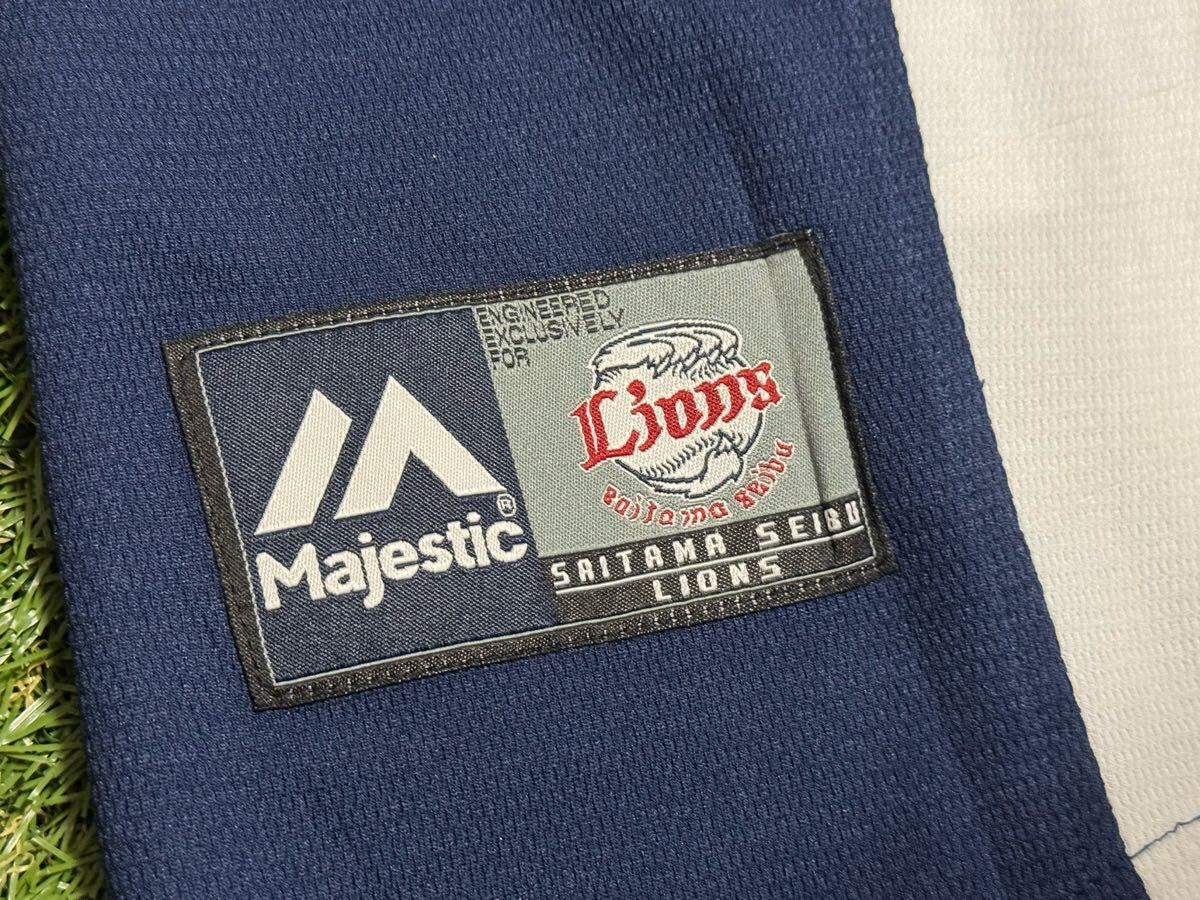 Majestic®
ENGINEERED
EXCLUSIVELY
FOR
Lions
Saitama Seibu
SAITAMA SEIBU
LIONS